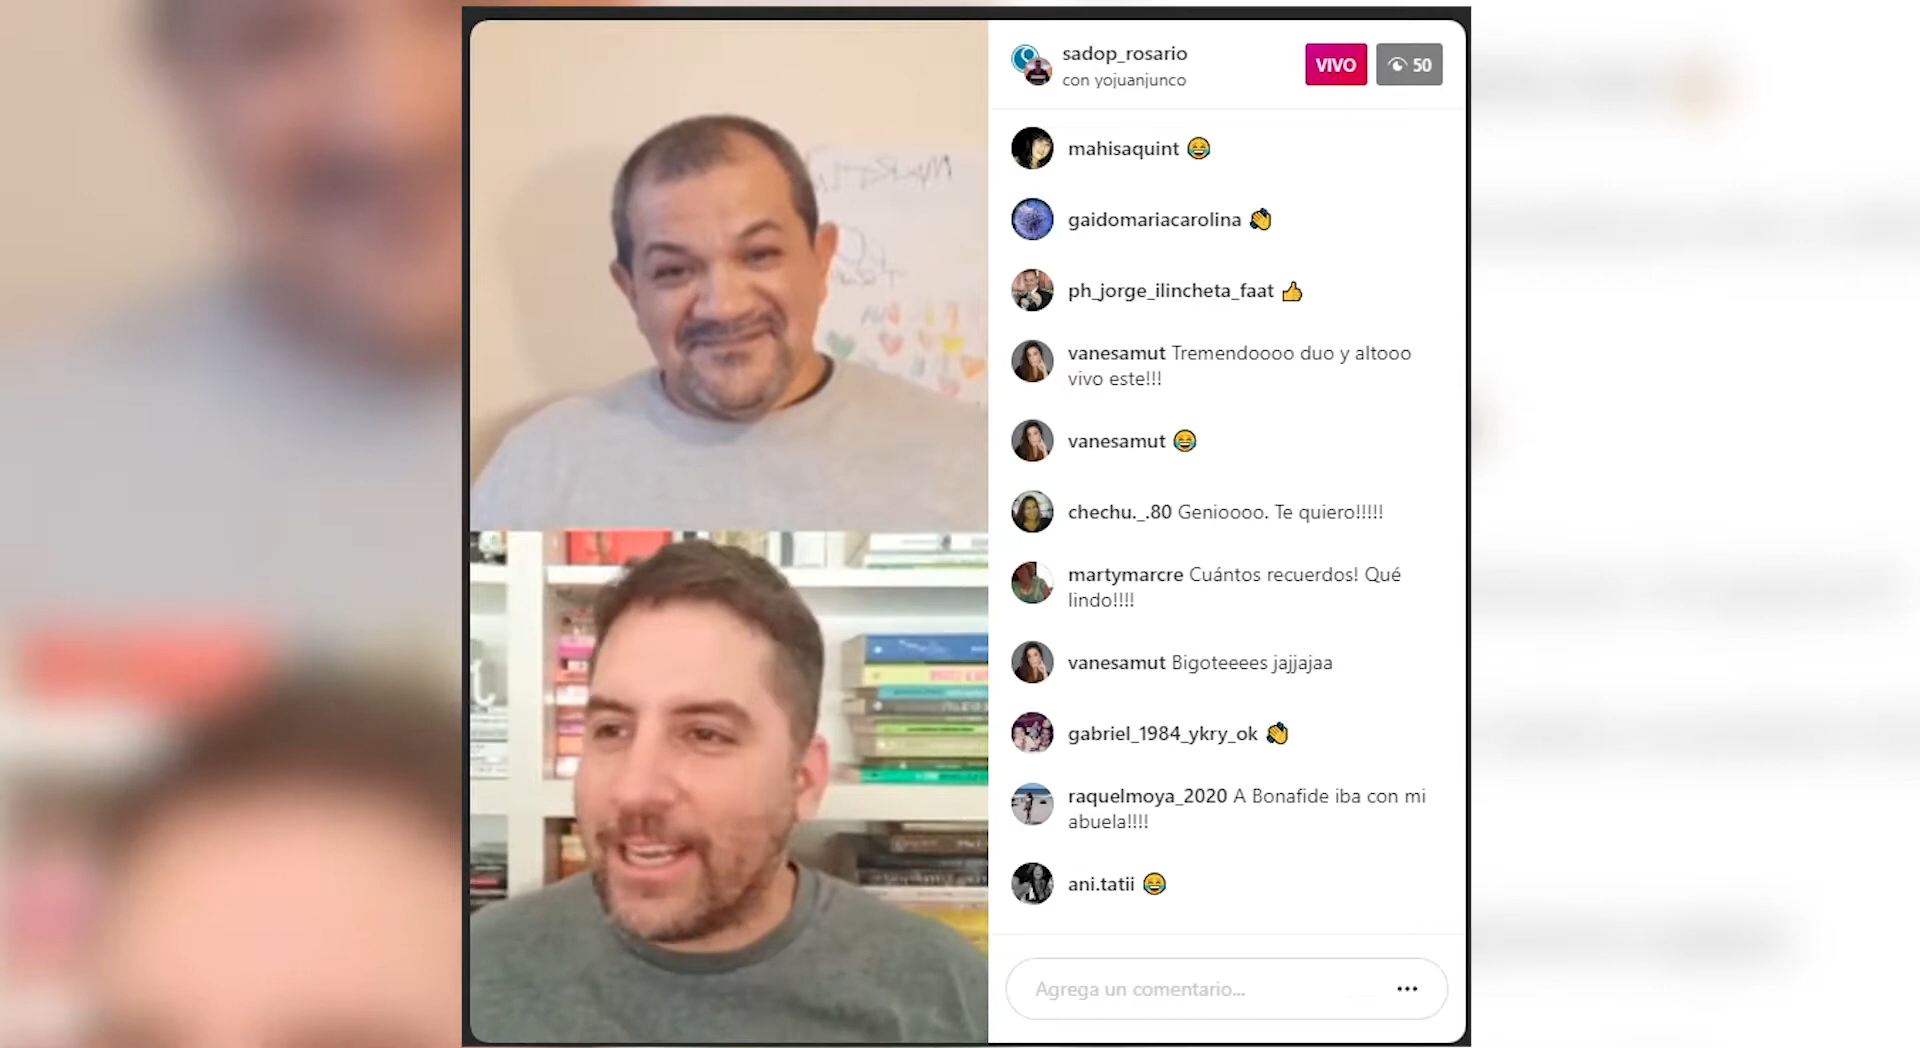 sadop_rosario
con yojuanjunco
VIVO
50
mahisaquint 😂
gaidomariacarolina 👏
ph_jorge_ilincheta_faat 👍
vanesamut Tremendoooo duo y altooo
vivo este!!!
vanesamut 😂
chechu._.80 Genioooo. Te quiero!!!!!
martymarcre Cuántos recuerdos! Qué
lindo!!!!
vanesamut Bigoteeees jajjajaa
gabriel_1984_ykry_ok 👏
raquelmoya_2020 A Bonafide iba con mi
abuela!!!!
ani.tatii 😂
Agrega un comentario...